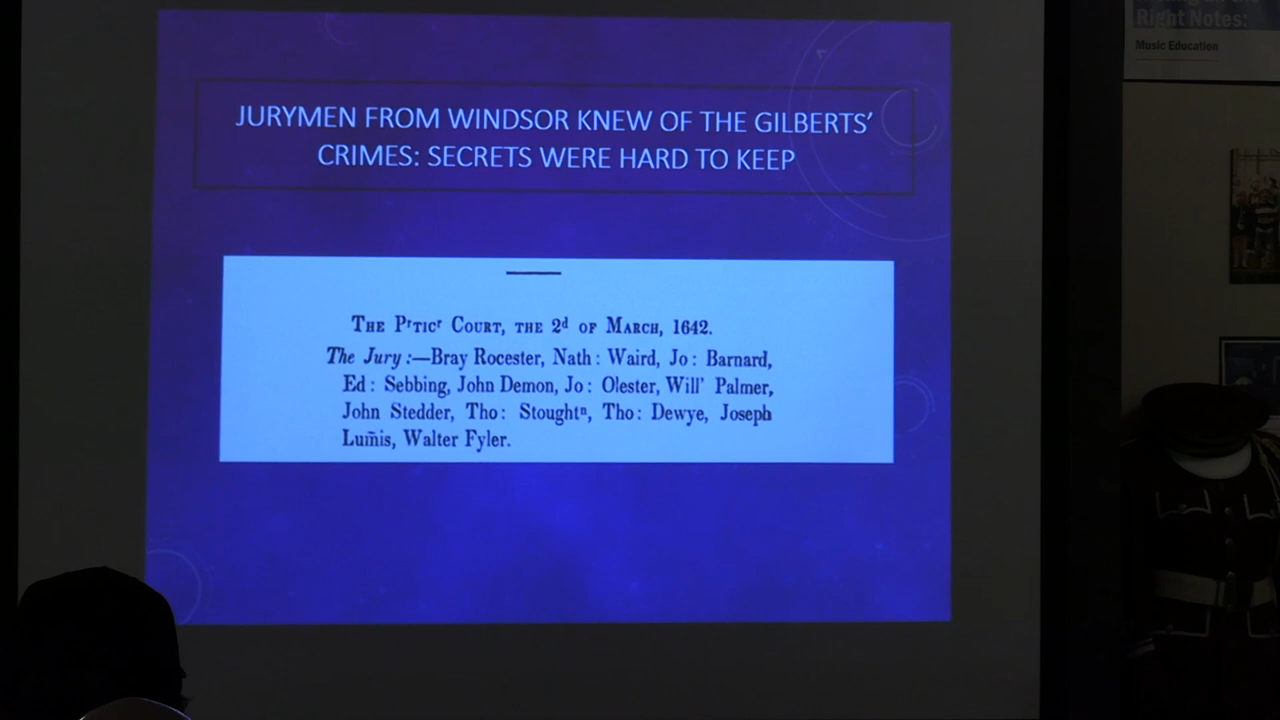 JURYMEN FROM WINDSOR KNEW OF THE GILBERTS'
CRIMES: SECRETS WERE HARD TO KEEP
THE PʳTICʳ COURT, THE 2ᵈ OF MARCH, 1642.
The Jury :—Bray Rocester, Nath : Waird, Jo : Barnard,
Ed : Sebbing, John Demon, Jo : Olester, Will' Palmer,
John Stedder, Tho : Stoughtⁿ, Tho : Dewye, Joseph
Lum̃is, Walter Fyler.
Right Notes:
Music Education